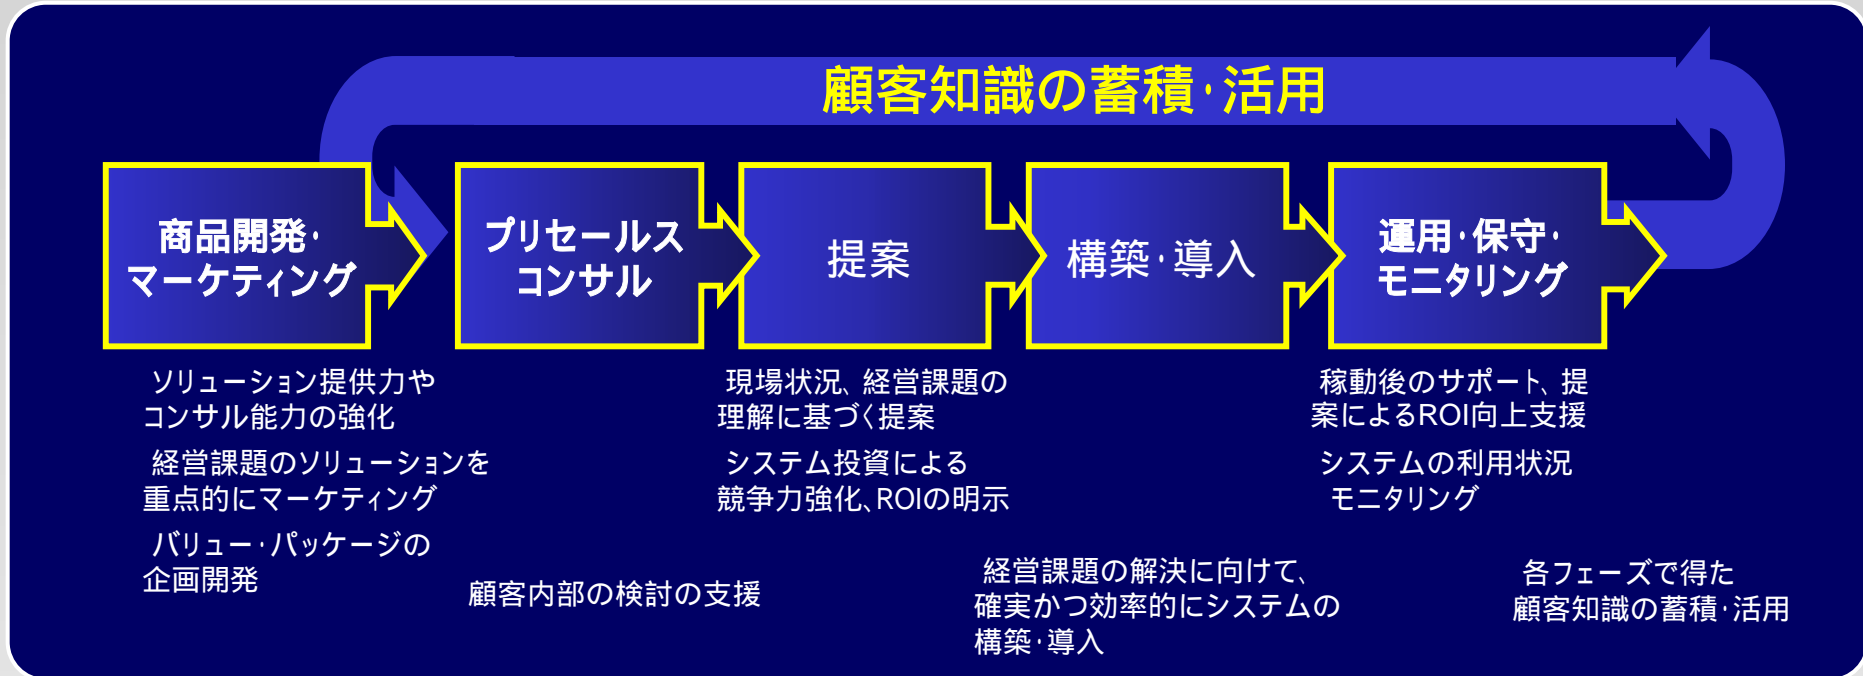 顧客知識の蓄積・活用
商品開発・
マーケティング
プリセールス
コンサル
提案
構築・導入
運用・保守・
モニタリング
ソリューション提供力や
コンサル能力の強化
経営課題のソリューションを
重点的にマーケティング
バリュー・パッケージの
企画開発
顧客内部の検討の支援
現場状況、経営課題の
理解に基づく提案
システム投資による
競争力強化、ROIの明示
経営課題の解決に向けて、
確実かつ効率的にシステムの
構築・導入
稼動後のサポート、提
案によるROI向上支援
システムの利用状況
モニタリング
各フェーズで得た
顧客知識の蓄積・活用